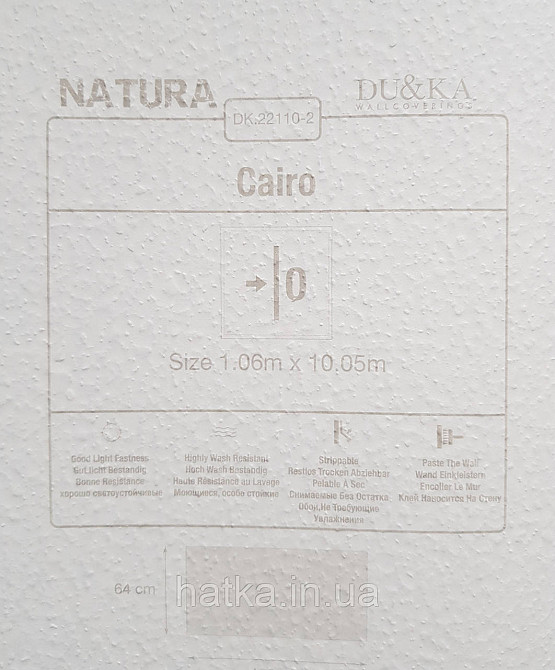 NATURA
DU&KA
WALLCOVERING
DK.22110-2
Cairo
0
Size 1.06m x 10.05m
Good Light Fastness
Gut Licht Bestandig
Bonne Resistance
хорошо светоустойчивые
Highly Wash Resistant
Hoch Wash Bestandig
Haute Résistance au Lavage
Моющиеся, особо стойкие
Strippable
Restlos Trocken Abziehbar
Pelable A Sec
Снимаемые Без Остатка
Обои,Не Требующие
Увлажнения
Paste The Wall
Wand Einkleistern
Encoller Le Mur
Клей Наносится На Стену
64 cm
hatka.in.ua